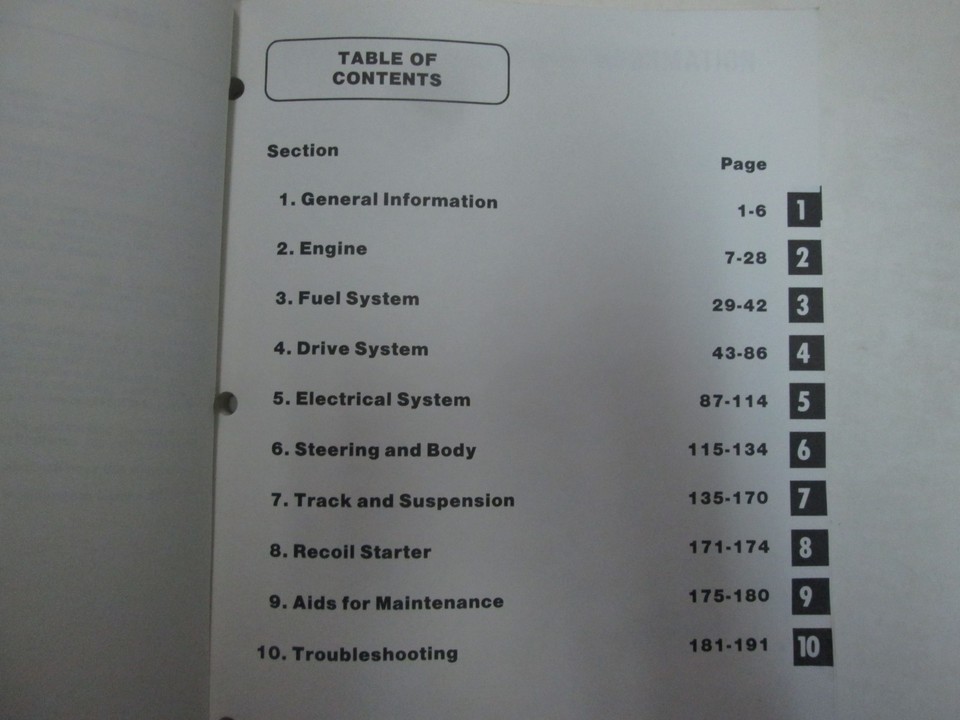 TABLE OF
CONTENTS
Section
Page
1. General Information 1-6 1
2. Engine 7-28 2
3. Fuel System 29-42 3
4. Drive System 43-86 4
5. Electrical System 87-114 5
6. Steering and Body 115-134 6
7. Track and Suspension 135-170 7
8. Recoil Starter 171-174 8
9. Aids for Maintenance 175-180 9
10. Troubleshooting 181-191 10